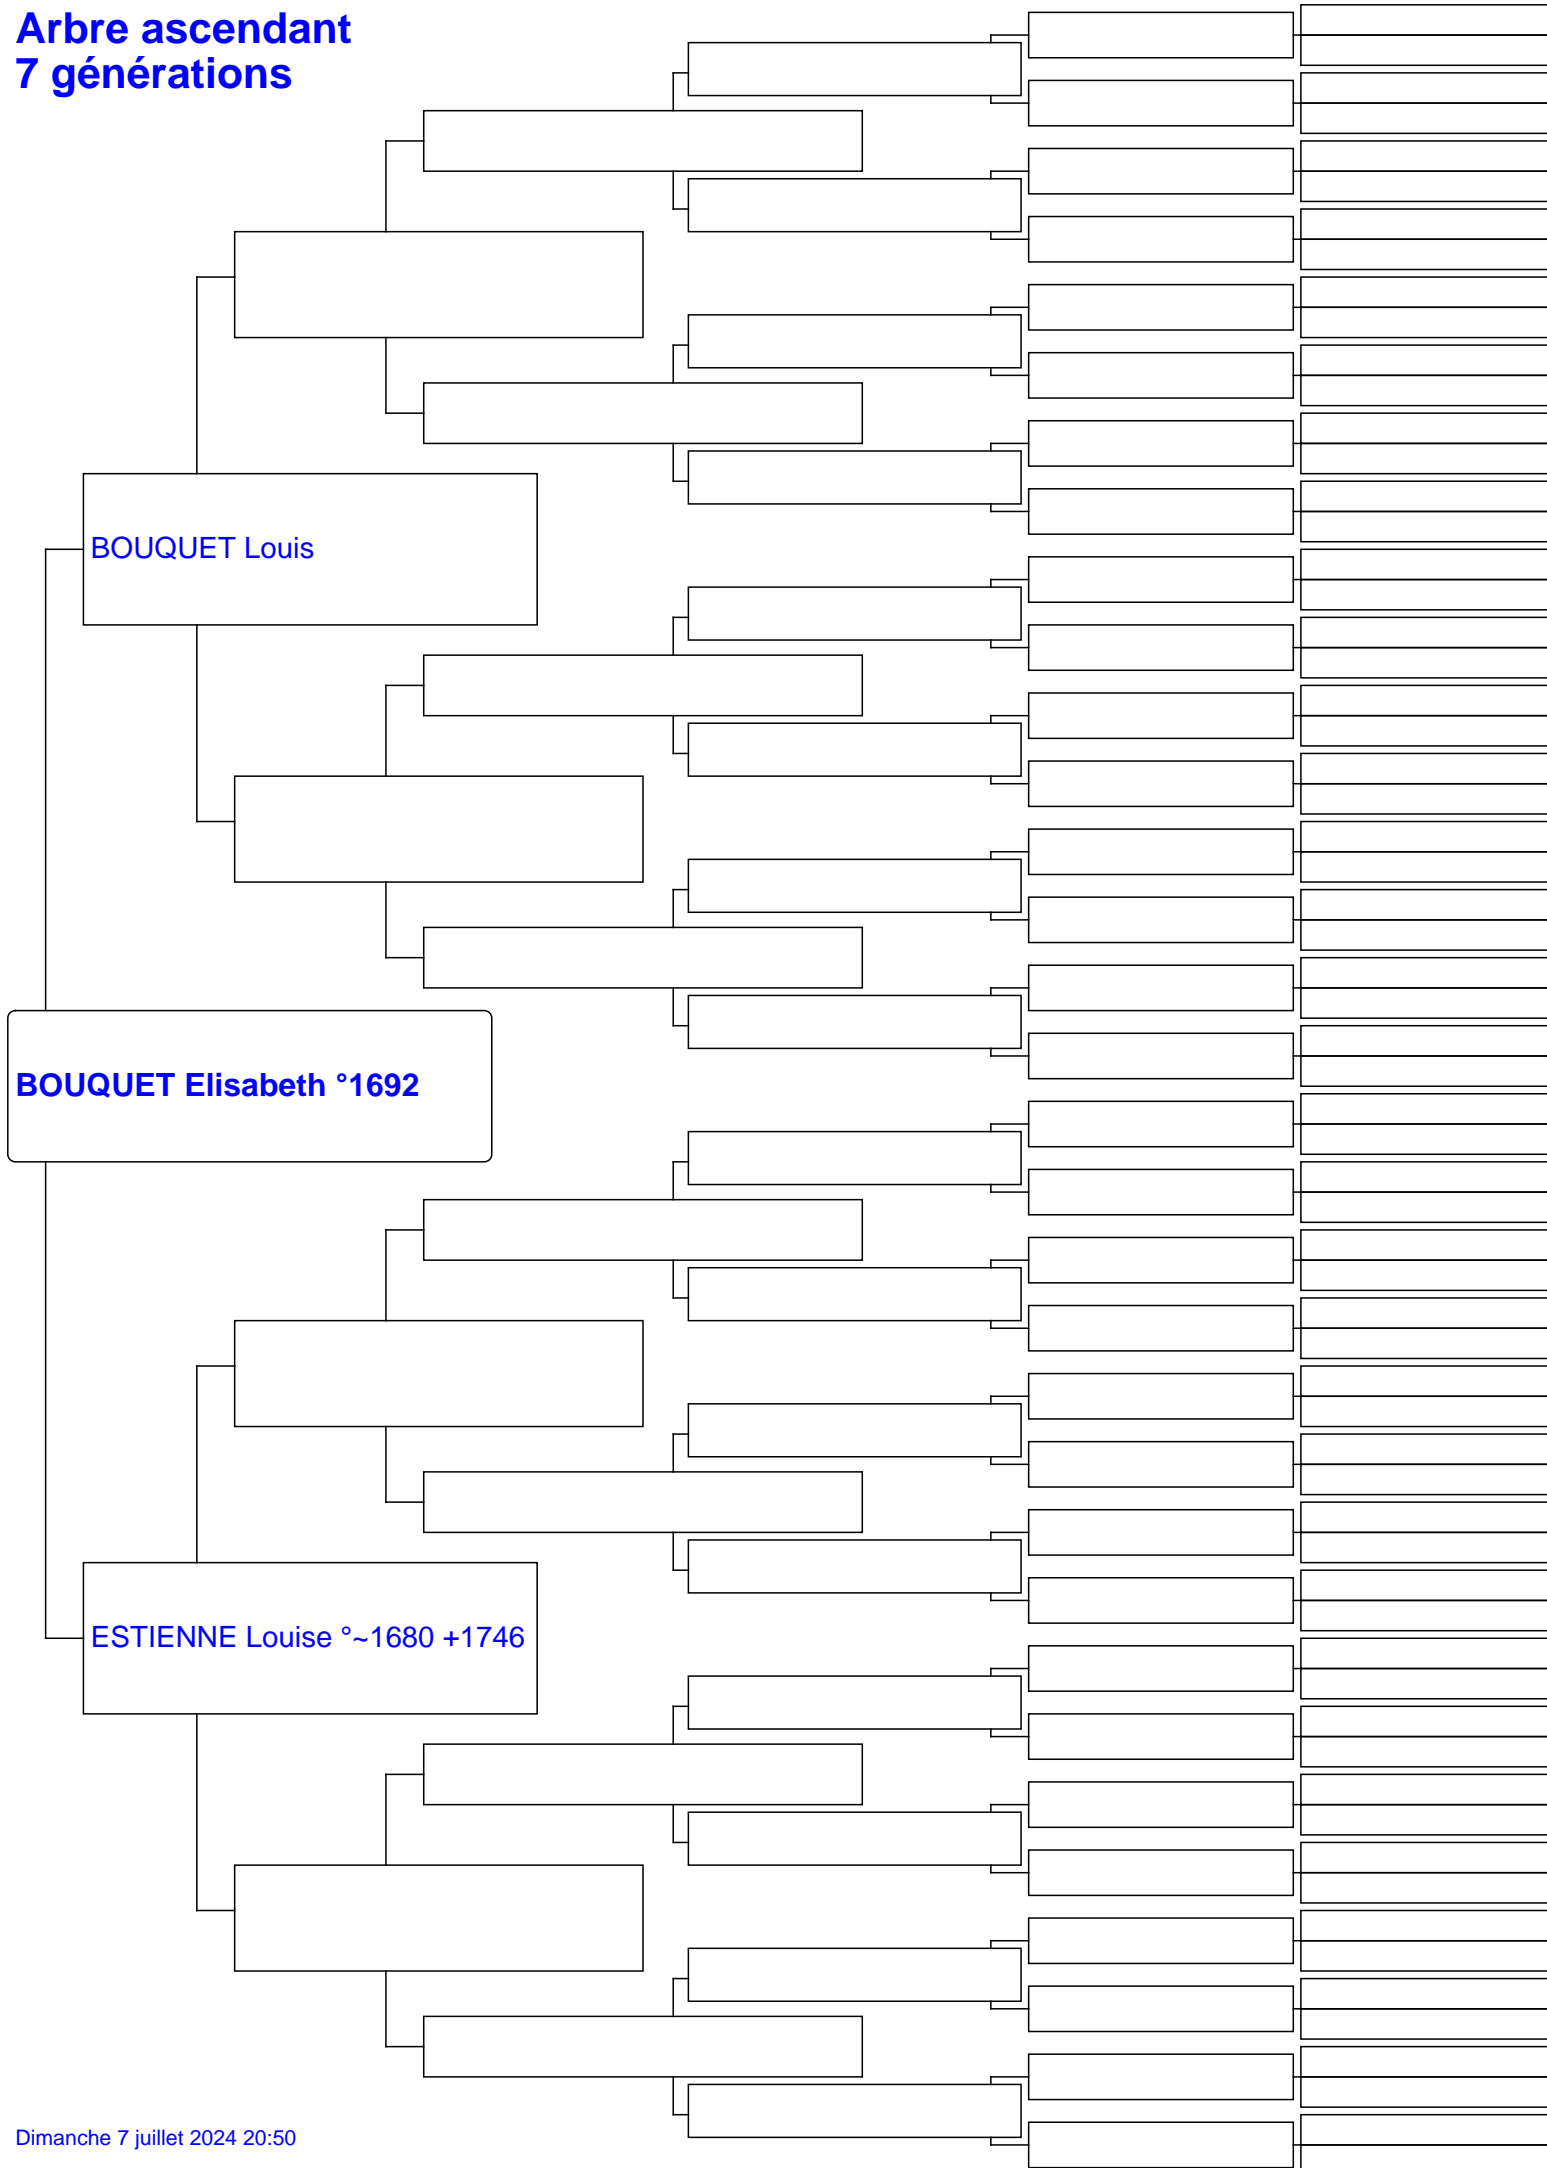 Arbre ascendant
7 générations
BOUQUET Louis
BOUQUET Elisabeth °1692
ESTIENNE Louise °~1680 +1746
Dimanche 7 juillet 2024 20:50